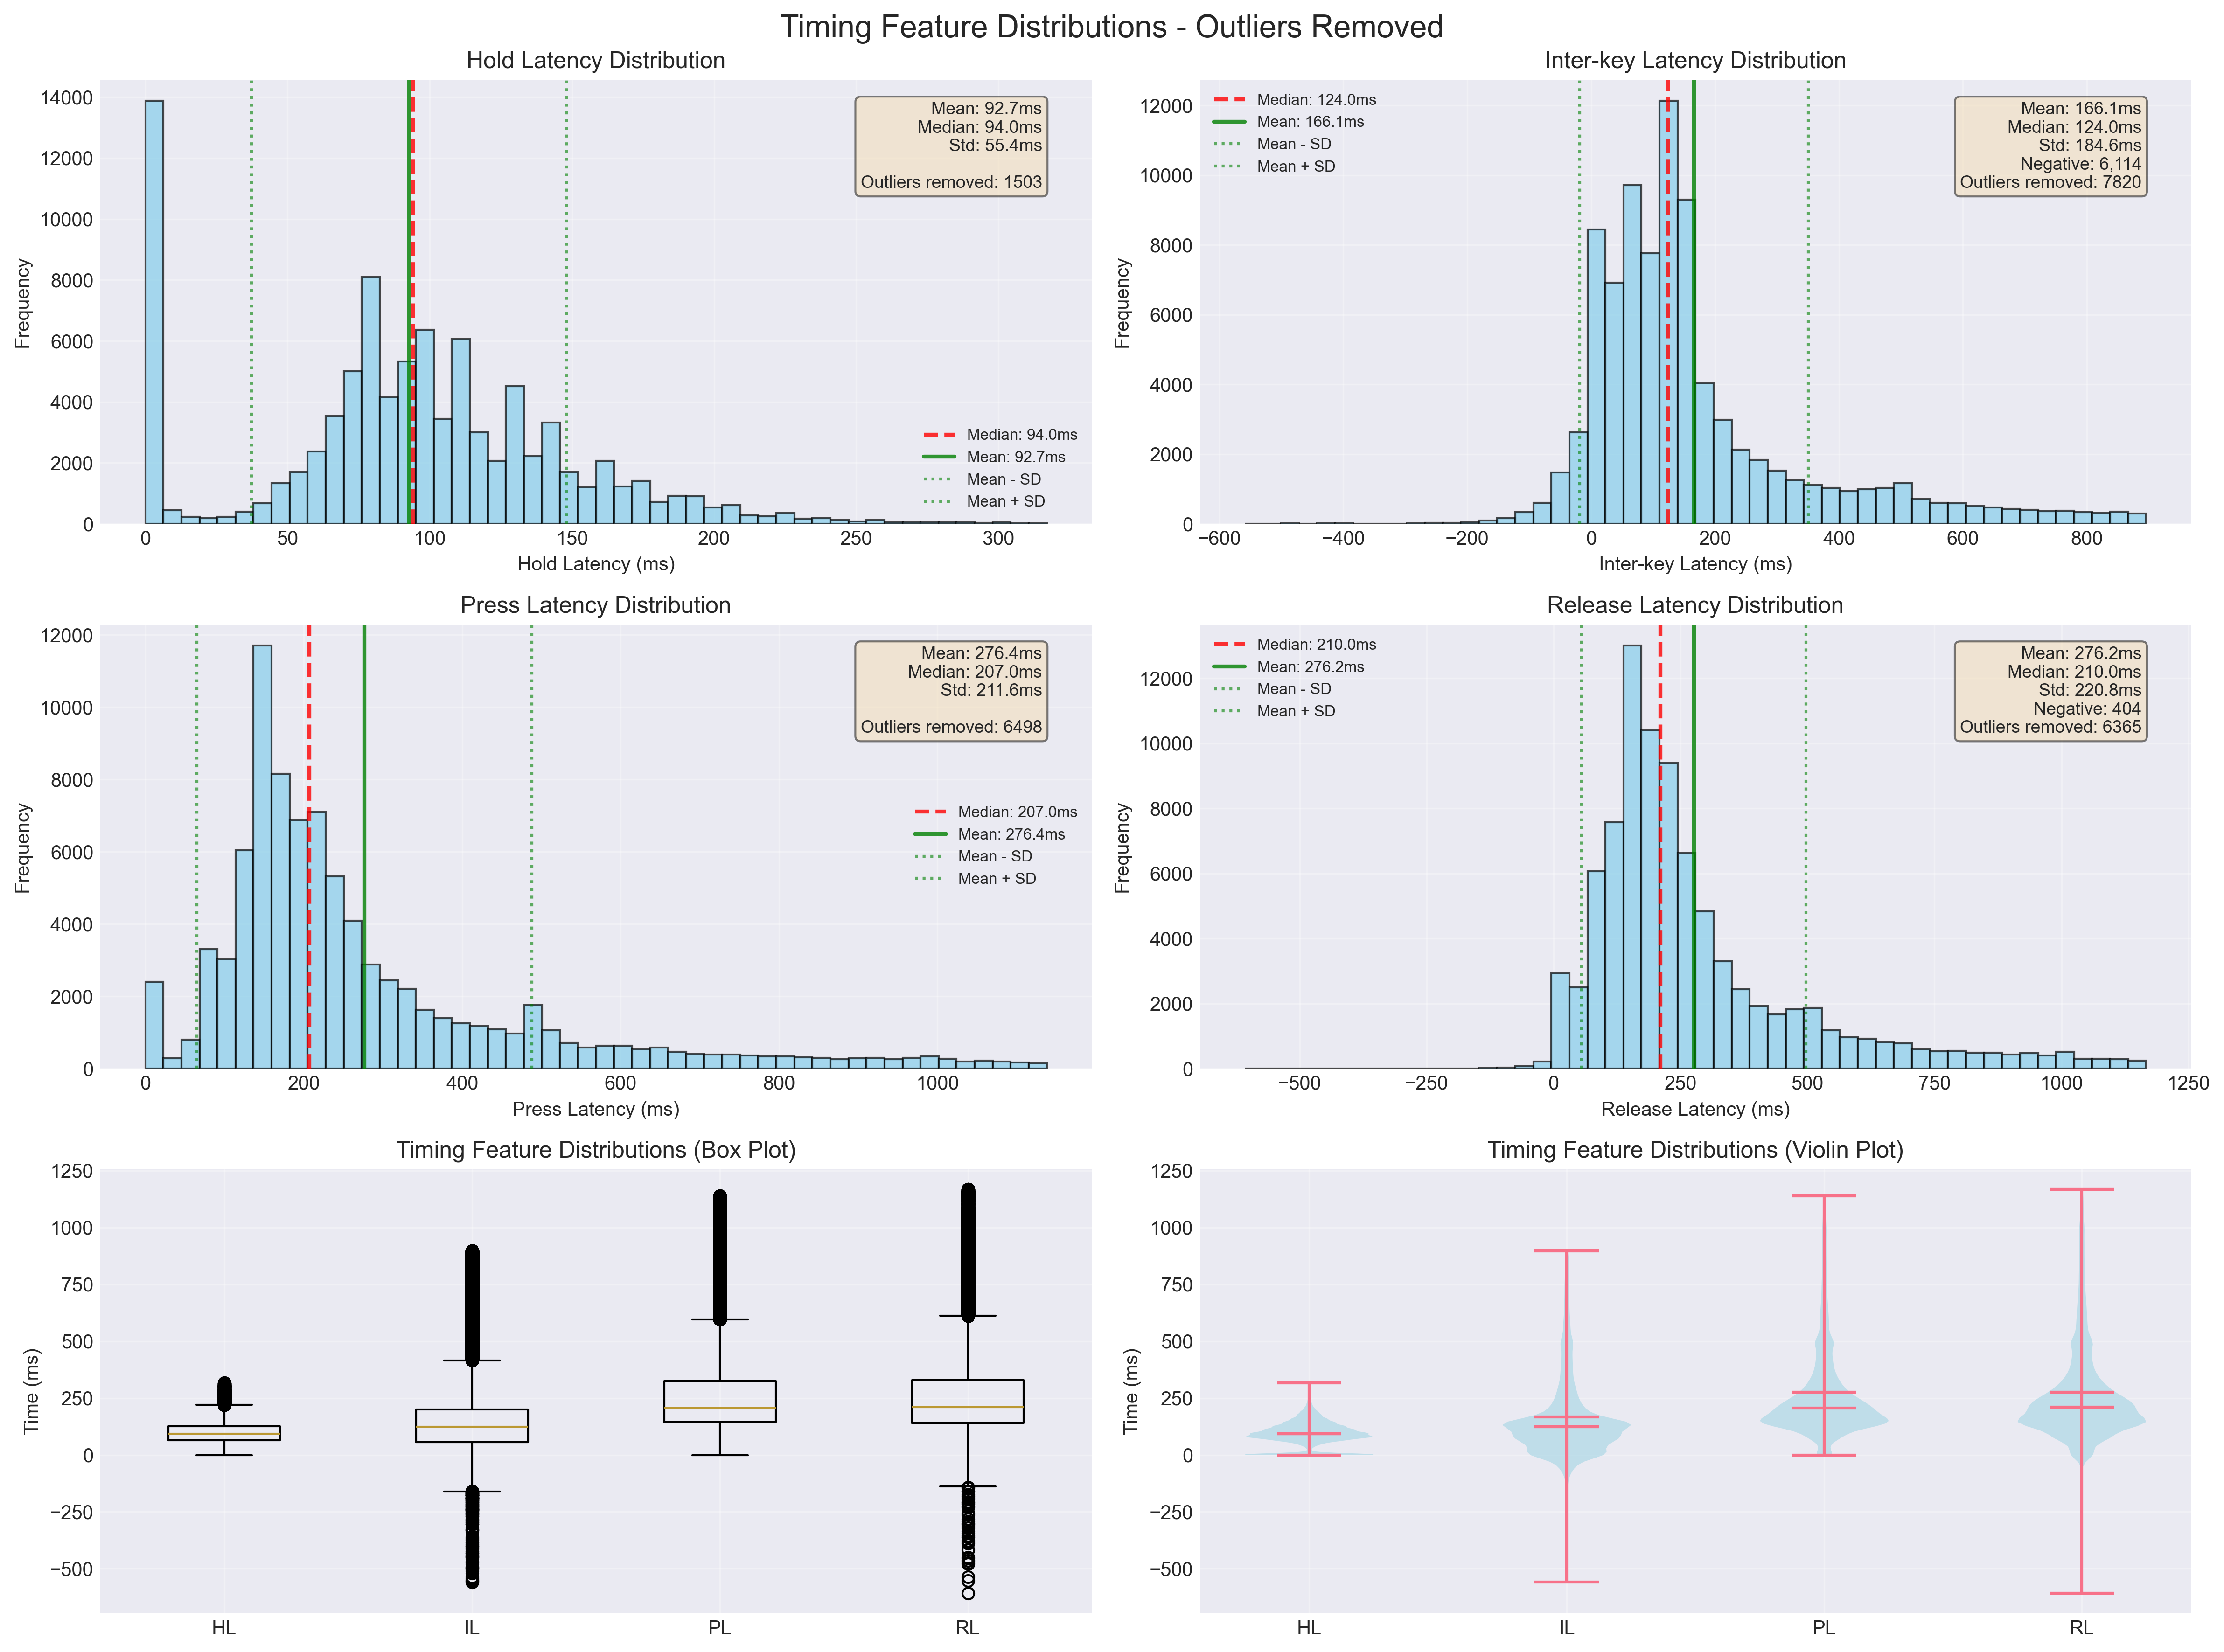 Timing Feature Distributions - Outliers Removed
Hold Latency Distribution
14000
12000
10000
8000
6000
4000
2000
0
Frequency
Mean: 92.7ms
Median: 94.0ms
Std: 55.4ms
Outliers removed: 1503
Median: 94.0ms
Mean: 92.7ms
Mean - SD
Mean + SD
0 50 100 150 200 250 300
Hold Latency (ms)
Inter-key Latency Distribution
12000
10000
8000
6000
4000
2000
0
Frequency
Median: 124.0ms
Mean: 166.1ms
Mean - SD
Mean + SD
Mean: 166.1ms
Median: 124.0ms
Std: 184.6ms
Negative: 6,114
Outliers removed: 7820
−600 −400 −200 0 200 400 600 800
Inter-key Latency (ms)
Press Latency Distribution
12000
10000
8000
6000
4000
2000
0
Frequency
Mean: 276.4ms
Median: 207.0ms
Std: 211.6ms
Outliers removed: 6498
Median: 207.0ms
Mean: 276.4ms
Mean - SD
Mean + SD
0 200 400 600 800 1000
Press Latency (ms)
Release Latency Distribution
12000
10000
8000
6000
4000
2000
0
Frequency
Median: 210.0ms
Mean: 276.2ms
Mean - SD
Mean + SD
Mean: 276.2ms
Median: 210.0ms
Std: 220.8ms
Negative: 404
Outliers removed: 6365
−500 −250 0 250 500 750 1000 1250
Release Latency (ms)
Timing Feature Distributions (Box Plot)
1250
1000
750
500
250
0
−250
−500
Time (ms)
HL IL PL RL
Timing Feature Distributions (Violin Plot)
1250
1000
750
500
250
0
−250
−500
Time (ms)
HL IL PL RL